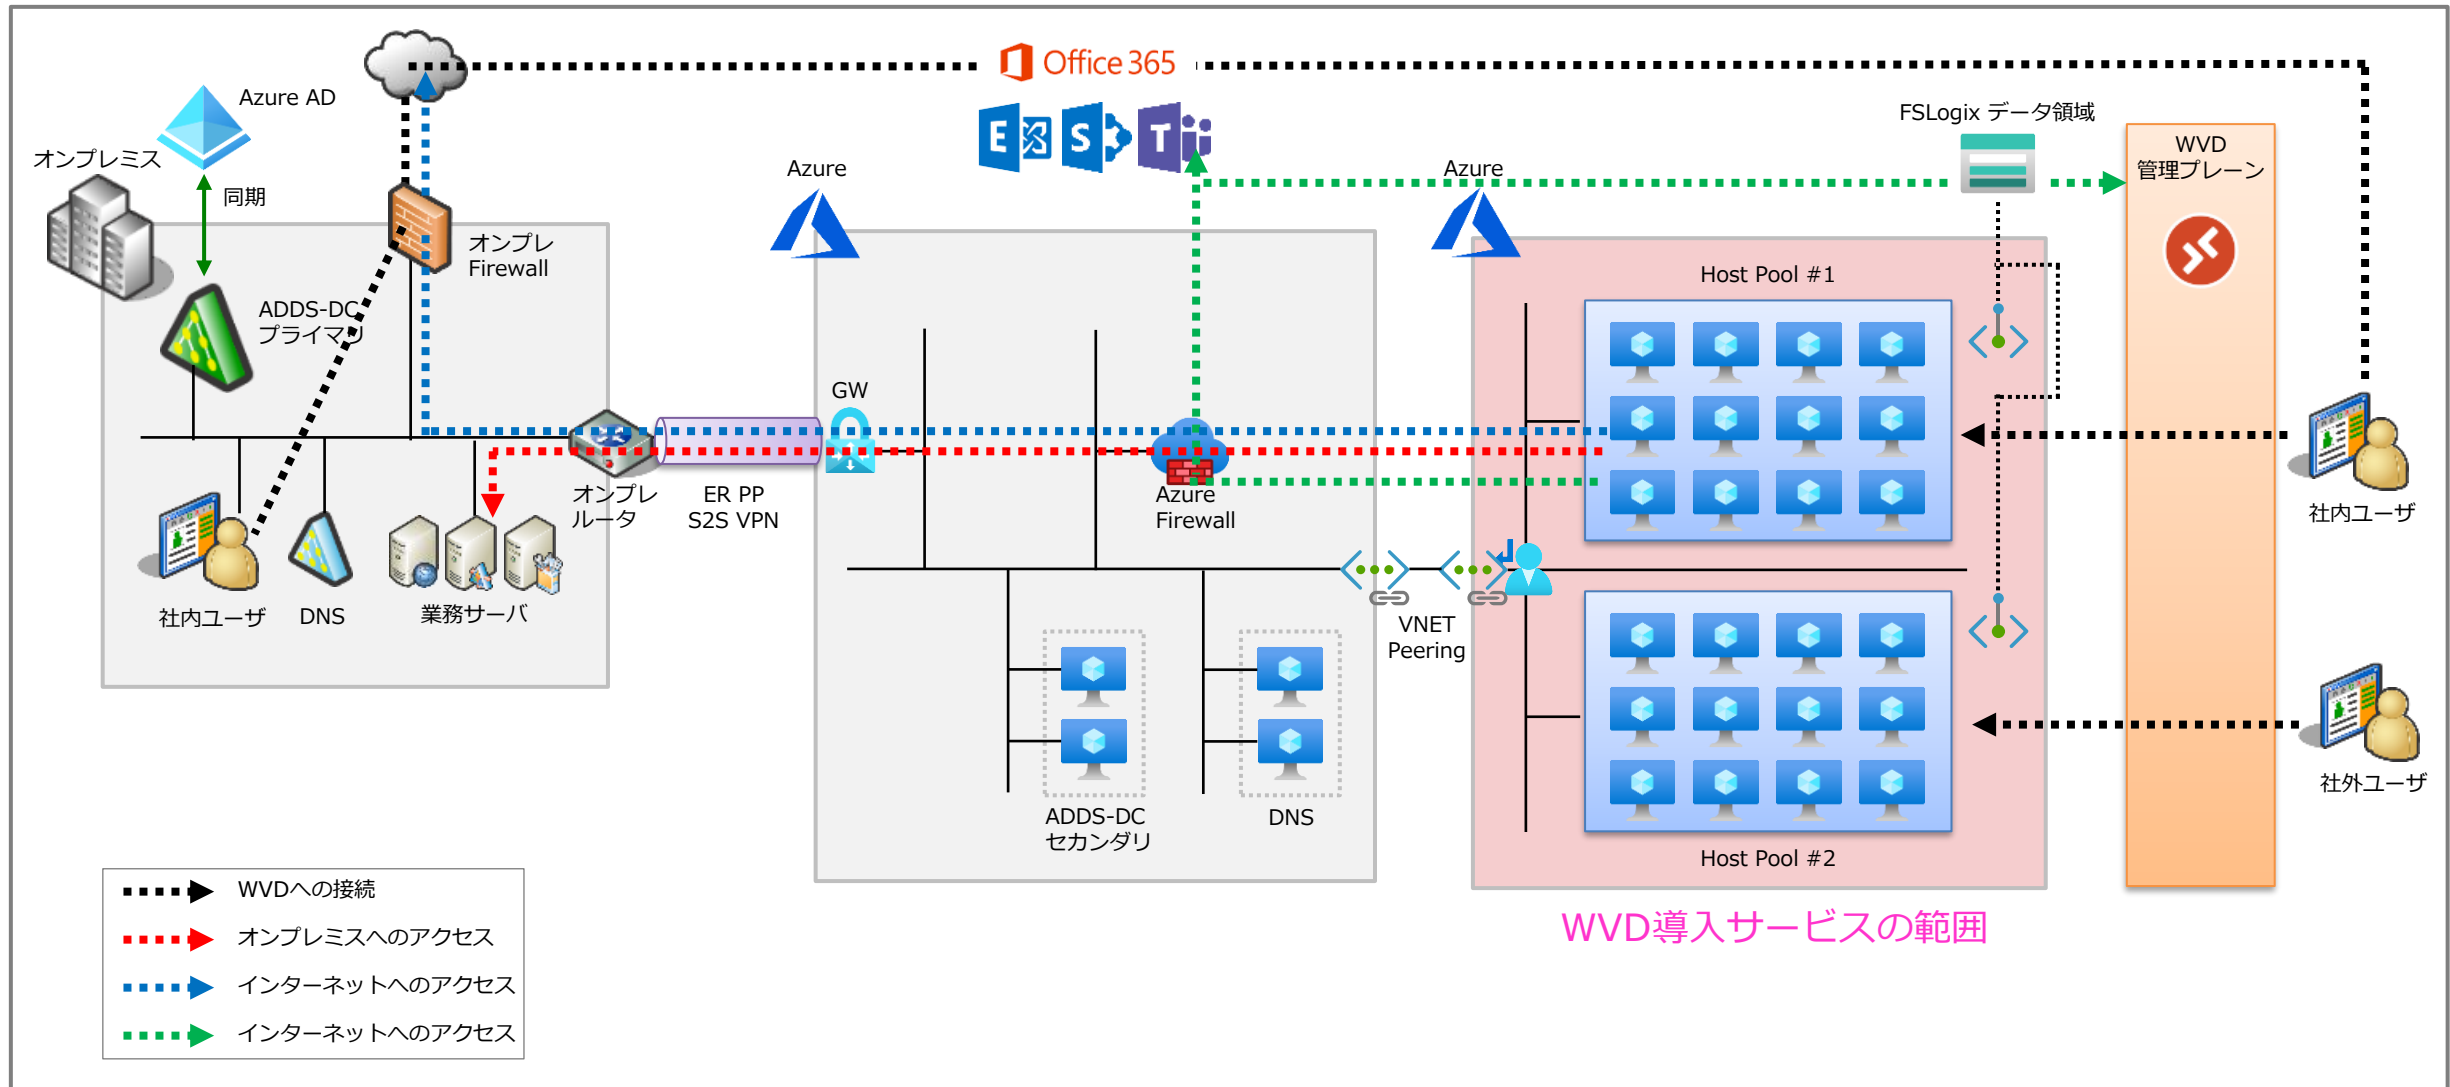 Office 365
E
S
T
Azure AD
オンプレミス
同期
オンプレ
Firewall
ADDS-DC
プライマリ
オンプレ
ルータ
社内ユーザ
DNS
業務サーバ
ER PP
S2S VPN
Azure
GW
Azure
Firewall
ADDS-DC
セカンダリ
DNS
VNET
Peering
Azure
Host Pool #1
Host Pool #2
FSLogix データ領域
WVD
管理プレーン
社内ユーザ
社外ユーザ
WVD導入サービスの範囲
WVDへの接続
オンプレミスへのアクセス
インターネットへのアクセス
インターネットへのアクセス